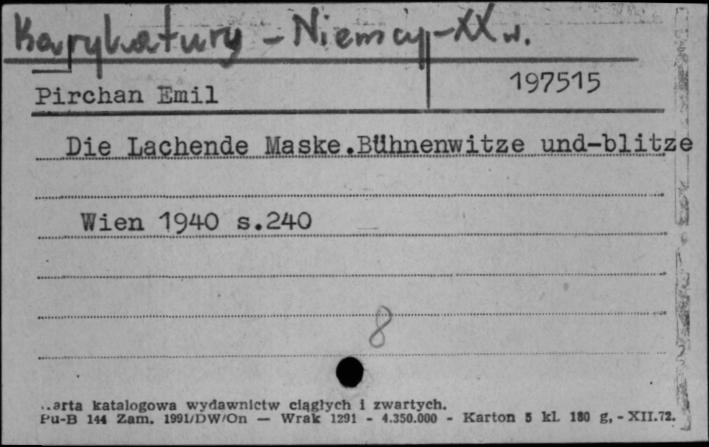 Karykatury - Niemcy - XX w.
Pirchan Emil
197515
Die Lachende Maske.Bühnenwitze und-blitze
Wien 1940 s.240
8
arta katalogowa wydawnictw ciągłych i zwartych.
Pu-B 144 Zam. 1991/DW/On — Wrak 1291 - 4.350.000 - Karton 5 kl. 180 g, - XII.72.